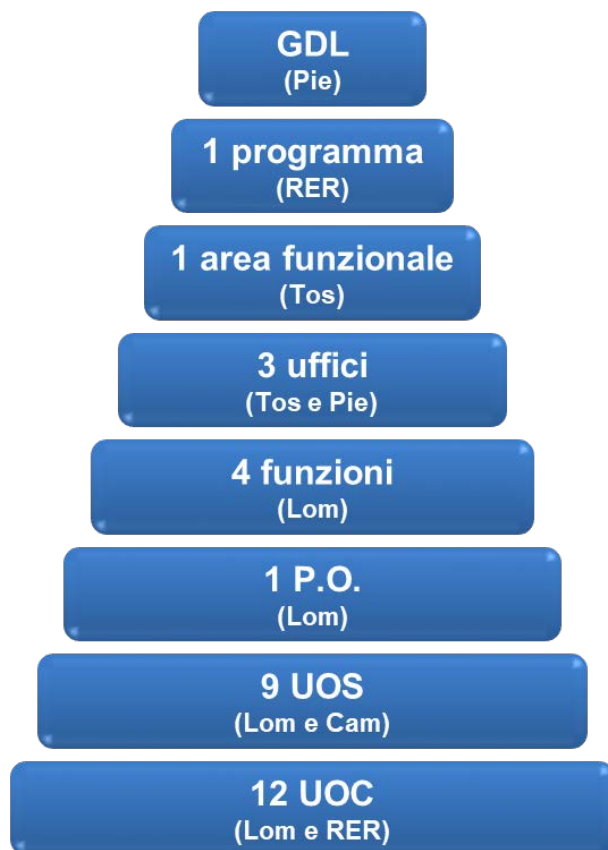 GDL
(Pie)
1 programma
(RER)
1 area funzionale
(Tos)
3 uffici
(Tos e Pie)
4 funzioni
(Lom)
1 P.O.
(Lom)
9 UOS
(Lom e Cam)
12 UOC
(Lom e RER)